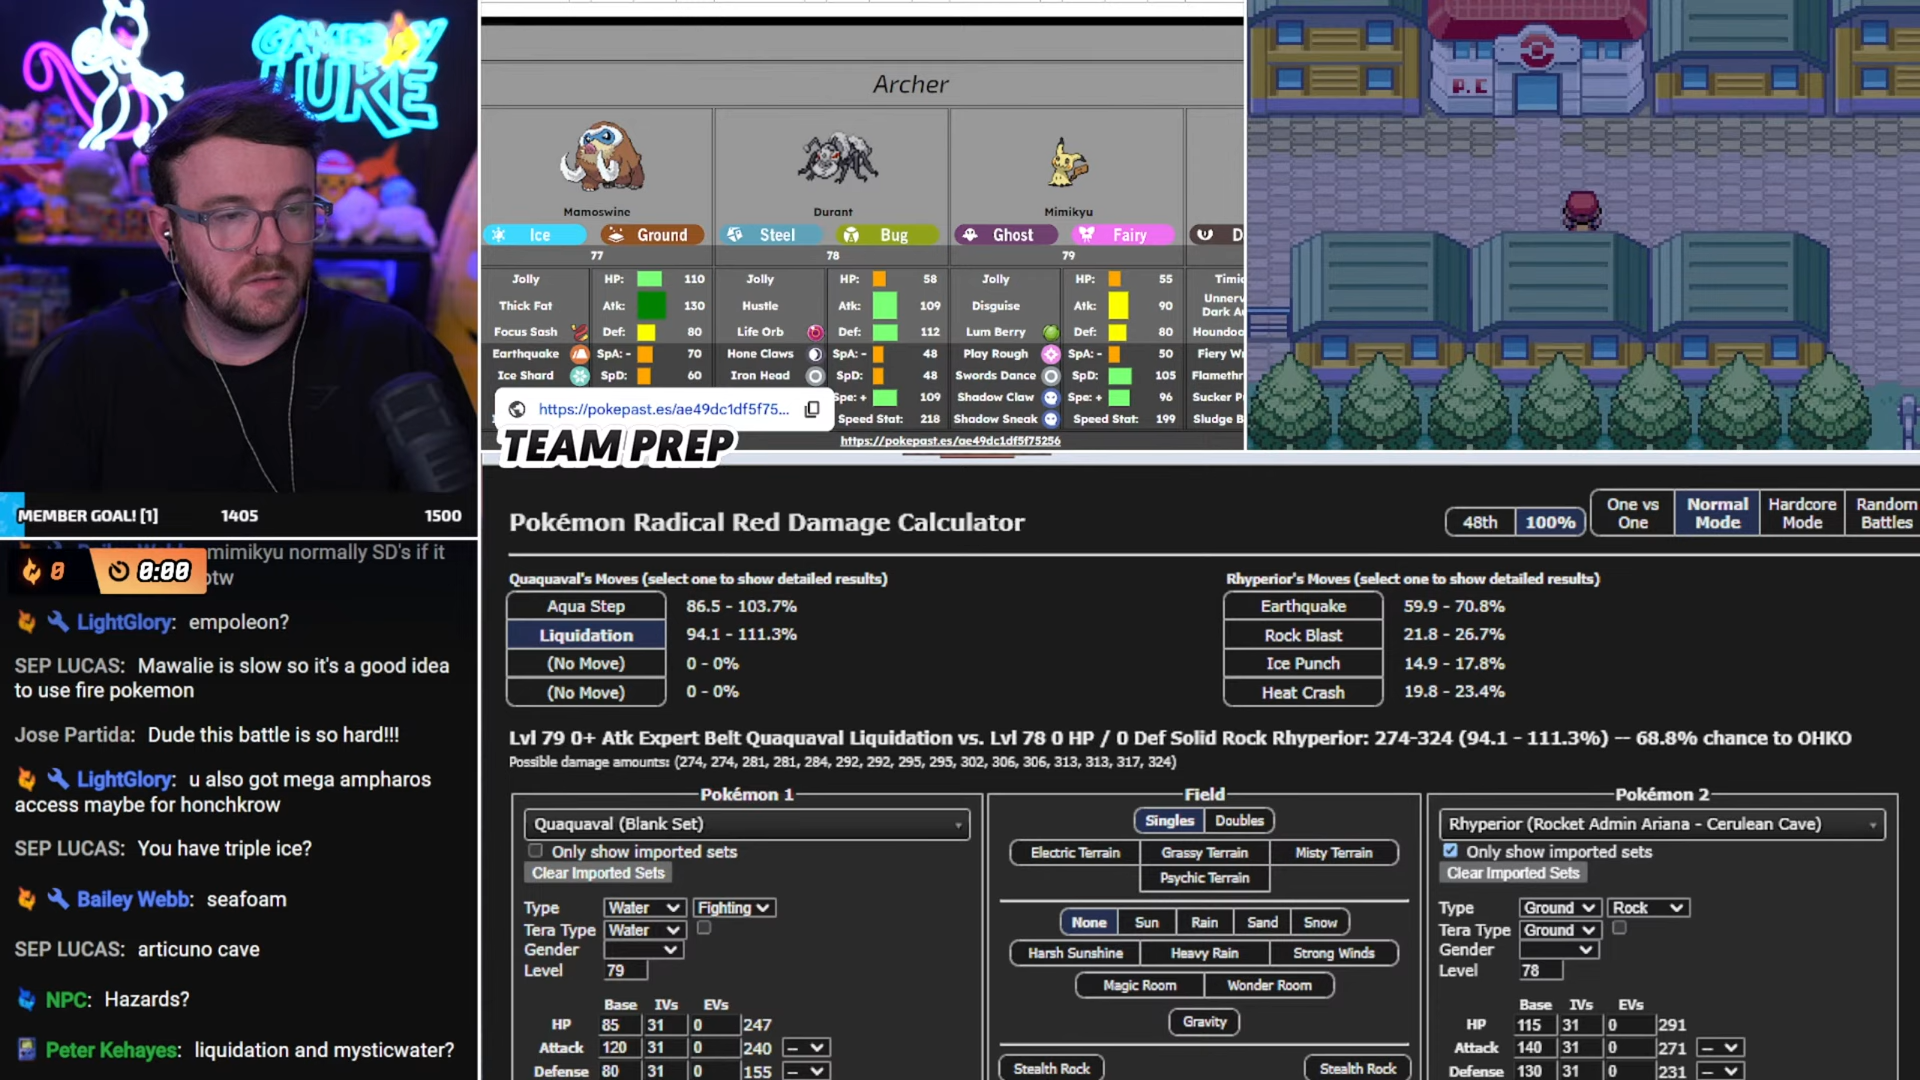 GAMEBOY
LUKE
MEMBER GOAL! [1] 1405 1500
0 0:00
mimikyu normally SD's if it
btw
LightGlory: empoleon?
SEP LUCAS: Mawalie is slow so it's a good idea
to use fire pokemon
Jose Partida: Dude this battle is so hard!!!
LightGlory: u also got mega ampharos
access maybe for honchkrow
SEP LUCAS: You have triple ice?
Bailey Webb: seafoam
SEP LUCAS: articuno cave
NPC: Hazards?
Peter Kehayes: liquidation and mysticwater?
Archer
Mamoswine Durant Mimikyu
Ice Ground Steel Bug Ghost Fairy D
77 78 79
Jolly HP: 110 Jolly HP: 58 Jolly HP: 55 Timi
Thick Fat Atk: 130 Hustle Atk: 109 Disguise Atk: 90 Unnerv
Dark Au
Focus Sash Def: 80 Life Orb Def: 112 Lum Berry Def: 80 Houndoo
Earthquake SpA: - 70 Hone Claws SpA: - 48 Play Rough SpA: - 50 Fiery Wr
Ice Shard SpD: 60 Iron Head SpD: 48 Swords Dance SpD: 105 Flamethr
Spe: + 109 Shadow Claw Spe: + 96 Sucker P
Speed Stat: 218 Shadow Sneak Speed Stat: 199 Sludge B
https://pokepast.es/ae49dc1df5f75...
https://pokepast.es/ae49dc1df5f75256
TEAM PREP
P.C
Pokémon Radical Red Damage Calculator
48th 100% One vs One Normal Mode Hardcore Mode Random Battles
Quaquaval's Moves (select one to show detailed results)
Aqua Step 86.5 - 103.7%
Liquidation 94.1 - 111.3%
(No Move) 0 - 0%
(No Move) 0 - 0%
Rhyperior's Moves (select one to show detailed results)
Earthquake 59.9 - 70.8%
Rock Blast 21.8 - 26.7%
Ice Punch 14.9 - 17.8%
Heat Crash 19.8 - 23.4%
Lvl 79 0+ Atk Expert Belt Quaquaval Liquidation vs. Lvl 78 0 HP / 0 Def Solid Rock Rhyperior: 274-324 (94.1 - 111.3%) -- 68.8% chance to OHKO
Possible damage amounts: (274, 274, 281, 281, 284, 292, 292, 295, 295, 302, 306, 306, 313, 313, 317, 324)
Pokémon 1
Quaquaval (Blank Set)
Only show imported sets
Clear Imported Sets
Type Water Fighting
Tera Type Water
Gender
Level 79
Base IVs EVs
HP 85 31 0 247
Attack 120 31 0 240 --
Defense 80 31 0 155 --
Field
Singles Doubles
Electric Terrain Grassy Terrain Misty Terrain
Psychic Terrain
None Sun Rain Sand Snow
Harsh Sunshine Heavy Rain Strong Winds
Magic Room Wonder Room
Gravity
Stealth Rock Stealth Rock
Pokémon 2
Rhyperior (Rocket Admin Ariana - Cerulean Cave)
Only show imported sets
Clear Imported Sets
Type Ground Rock
Tera Type Ground
Gender
Level 78
Base IVs EVs
HP 115 31 0 291
Attack 140 31 0 271 --
Defense 130 31 0 231 --